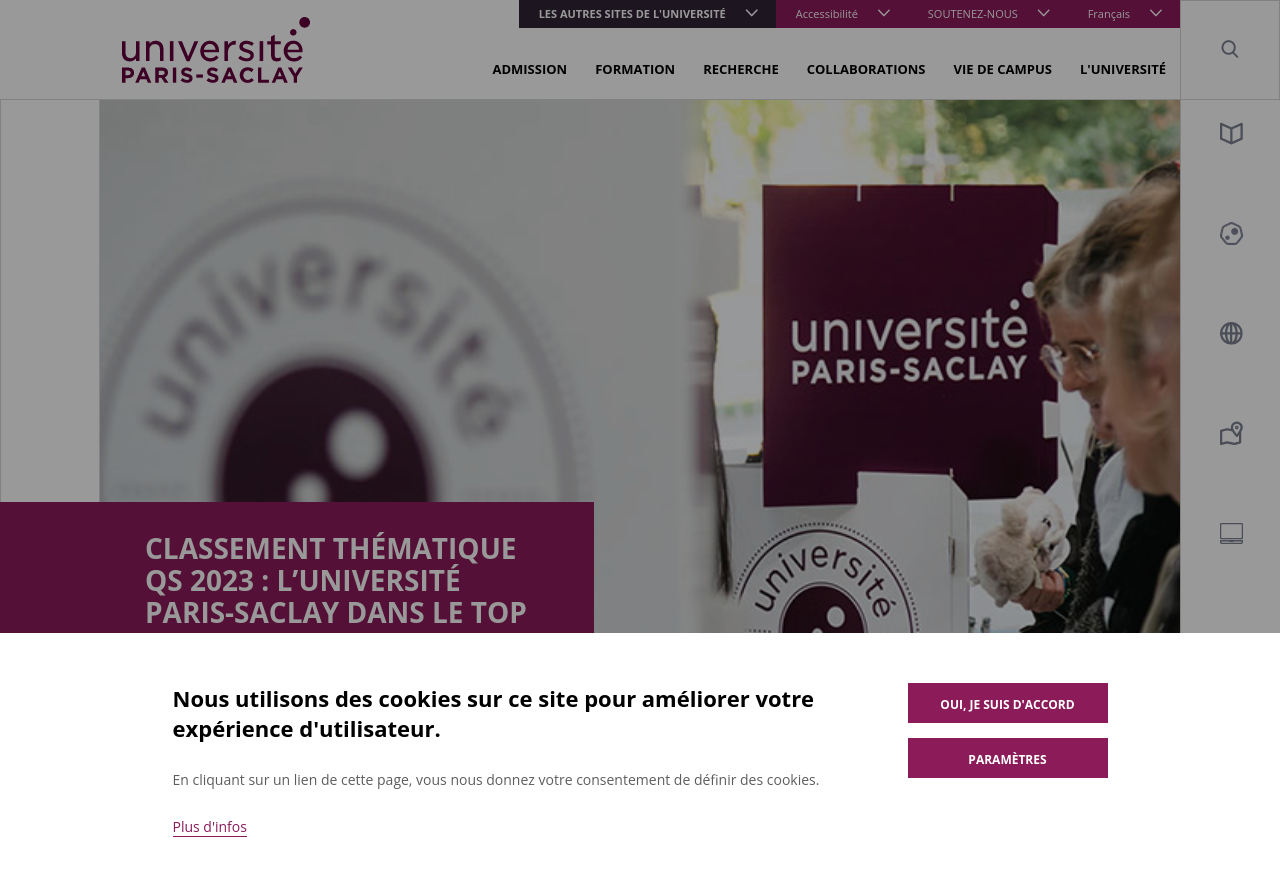 LES AUTRES SITES DE L'UNIVERSITÉ
Accessibilité
SOUTENEZ-NOUS
Français
université
PARIS-SACLAY
ADMISSION
FORMATION
RECHERCHE
COLLABORATIONS
VIE DE CAMPUS
L'UNIVERSITÉ
université
université
PARIS-SACLAY
université
CLASSEMENT THÉMATIQUE
QS 2023 : L’UNIVERSITÉ
PARIS-SACLAY DANS LE TOP
Nous utilisons des cookies sur ce site pour améliorer votre
expérience d'utilisateur.
En cliquant sur un lien de cette page, vous nous donnez votre consentement de définir des cookies.
Plus d'infos
OUI, JE SUIS D'ACCORD
PARAMÈTRES